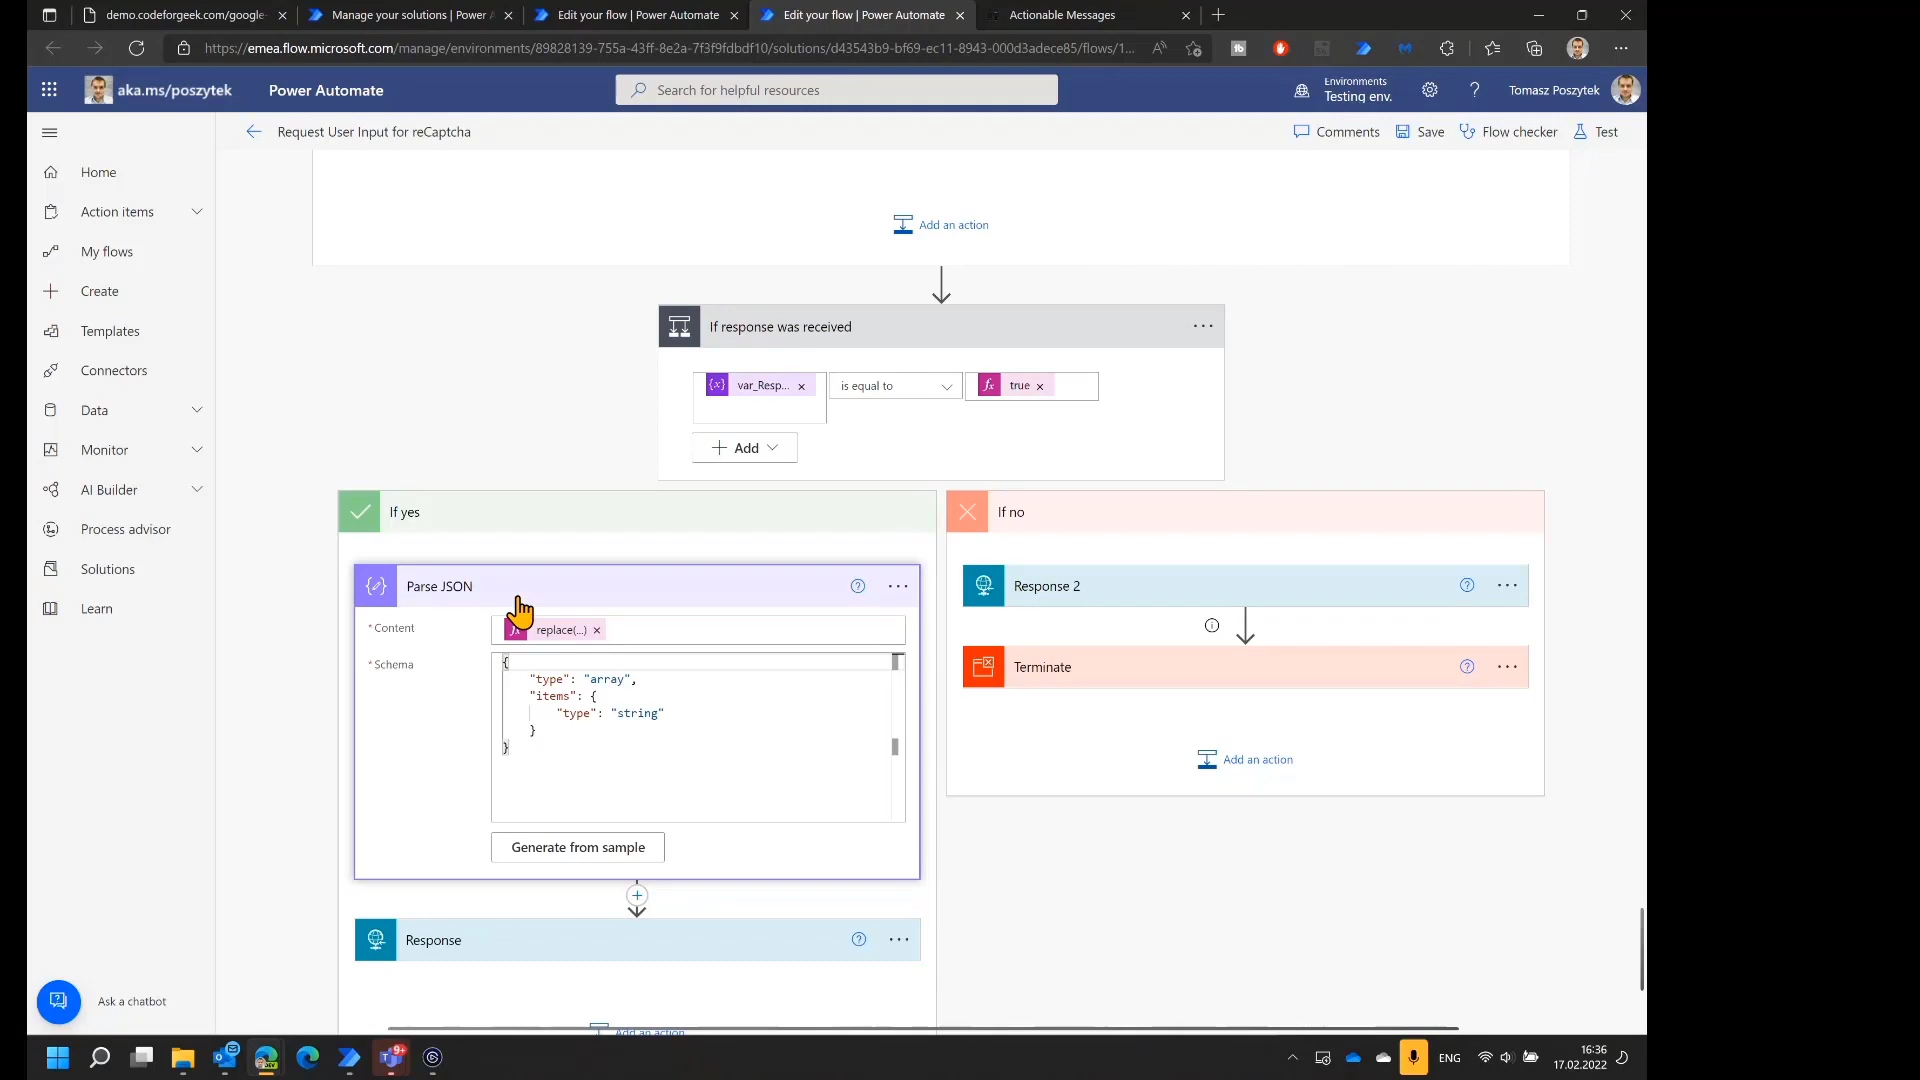 demo.codeforgeek.com/google-
Manage your solutions | Power A
Edit your flow | Power Automate
Edit your flow | Power Automate
Actionable Messages
https://emea.flow.microsoft.com/manage/environments/89828139-755a-43ff-8e2a-7f3f9fdbdf10/solutions/d43543b9-bf69-ec11-8943-000d3adece85/flows/1...
aka.ms/poszytek
Power Automate
Search for helpful resources
Environments
Testing env.
?
Tomasz Poszytek
Request User Input for reCaptcha
Comments
Save
Flow checker
Test
Home
Action items
My flows
Create
Templates
Connectors
Data
Monitor
AI Builder
Process advisor
Solutions
Learn
Ask a chatbot
Add an action
If response was received
var_Resp...
is equal to
fx true
Add
If yes
If no
Parse JSON
* Content
replace(...)
* Schema
{
"type": "array",
"items": {
"type": "string"
}
}
Generate from sample
Response
Add an action
Response 2
Terminate
Add an action
9+
ENG
16:36
17.02.2022